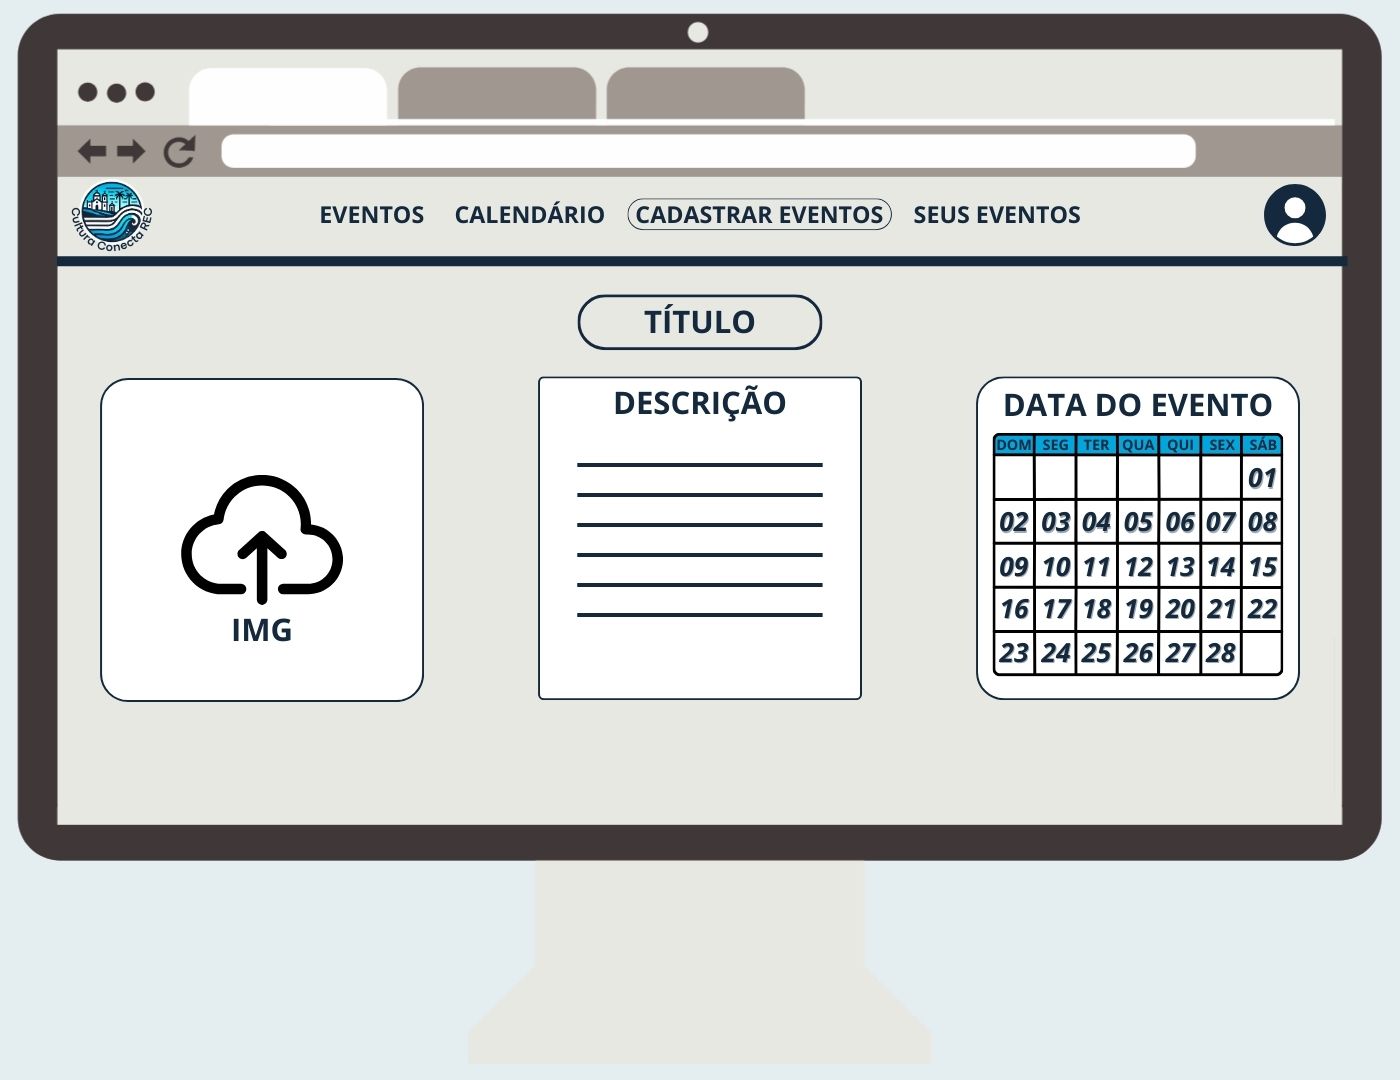 Cultura Conecta REC
EVENTOS CALENDÁRIO CADASTRAR EVENTOS SEUS EVENTOS
TÍTULO
IMG
DESCRIÇÃO
DATA DO EVENTO
DOM SEG TER QUA QUI SEX SÁB
01
02 03 04 05 06 07 08
09 10 11 12 13 14 15
16 17 18 19 20 21 22
23 24 25 26 27 28